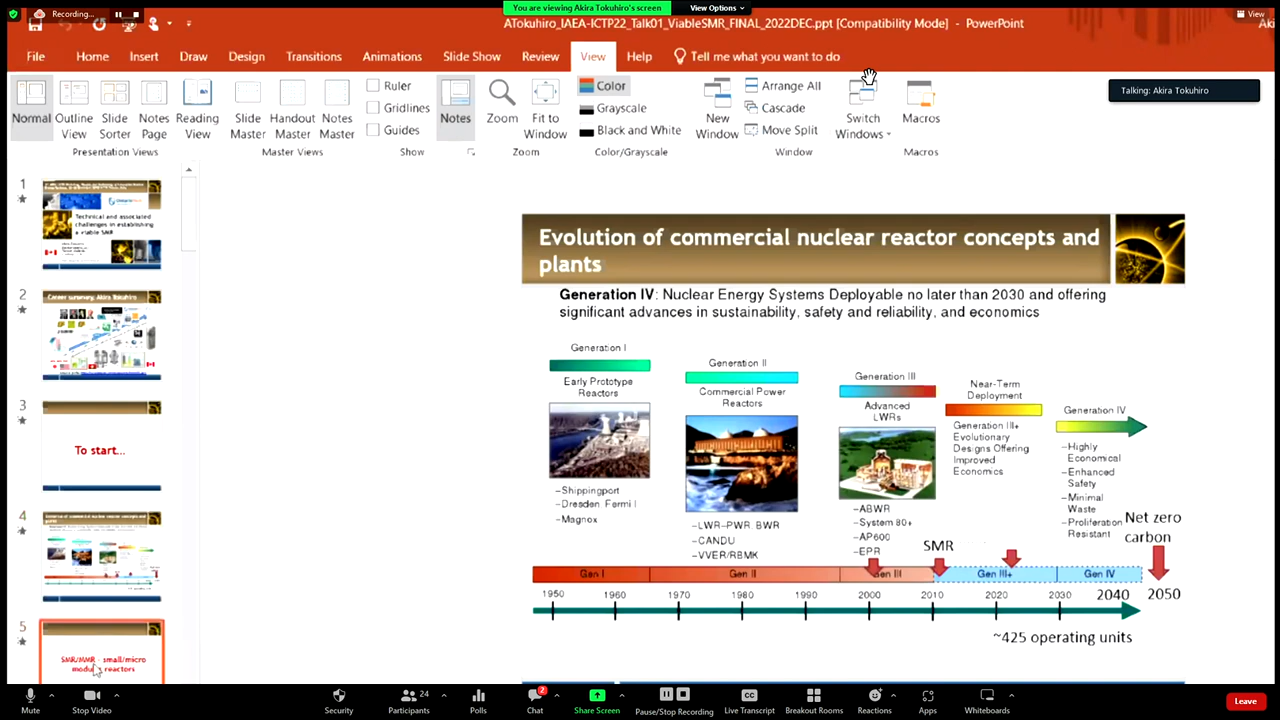 Recording...
You are viewing Akira Tokuhiro's screen
View Options
View
ATokuhiro_IAEA-ICTP22_Talk01_ViableSMR_FINAL_2022DEC.ppt [Compatibility Mode] - PowerPoint
File Home Insert Draw Design Transitions Animations Slide Show Review View Help Tell me what you want to do
Talking: Akira Tokuhiro
Normal
Outline View
Slide Sorter
Notes Page
Reading View
Presentation Views
Slide Master
Handout Master
Notes Master
Master Views
Ruler
Gridlines
Guides
Show
Notes
Zoom
Fit to Window
Zoom
Color
Grayscale
Black and White
Color/Grayscale
New Window
Arrange All
Cascade
Move Split
Window
Switch Windows
Macros
Macros
1
Technical and associated
challenges in establishing
a viable SMR
2
Career summary, Akira Tokuhiro
3
To start...
4
5
SMR/MMR - small/micro
modular reactors
Evolution of commercial nuclear reactor concepts and
plants
Generation IV: Nuclear Energy Systems Deployable no later than 2030 and offering
significant advances in sustainability, safety and reliability, and economics
Generation I
Early Prototype
Reactors
-Shippingport
-Dresden, Fermi I
-Magnox
Generation II
Commercial Power
Reactors
-LWR-PWR, BWR
-CANDU
-VVER/RBMK
Generation III
Advanced
LWRs
-ABWR
-System 80+
-AP600
-EPR
Near-Term
Deployment
Generation III+
Evolutionary
Designs Offering
Improved
Economics
Generation IV
-Highly
Economical
-Enhanced
Safety
-Minimal
Waste
-Proliferation
Resistant
SMR
Net zero
carbon
Gen I Gen II Gen III Gen III+ Gen IV
1950 1960 1970 1980 1990 2000 2010 2020 2030 2040 2050
~425 operating units
Mute
Stop Video
Security
24
Participants
Polls
2
Chat
Share Screen
Pause/Stop Recording
CC
Live Transcript
Breakout Rooms
Reactions
Apps
Whiteboards
Leave